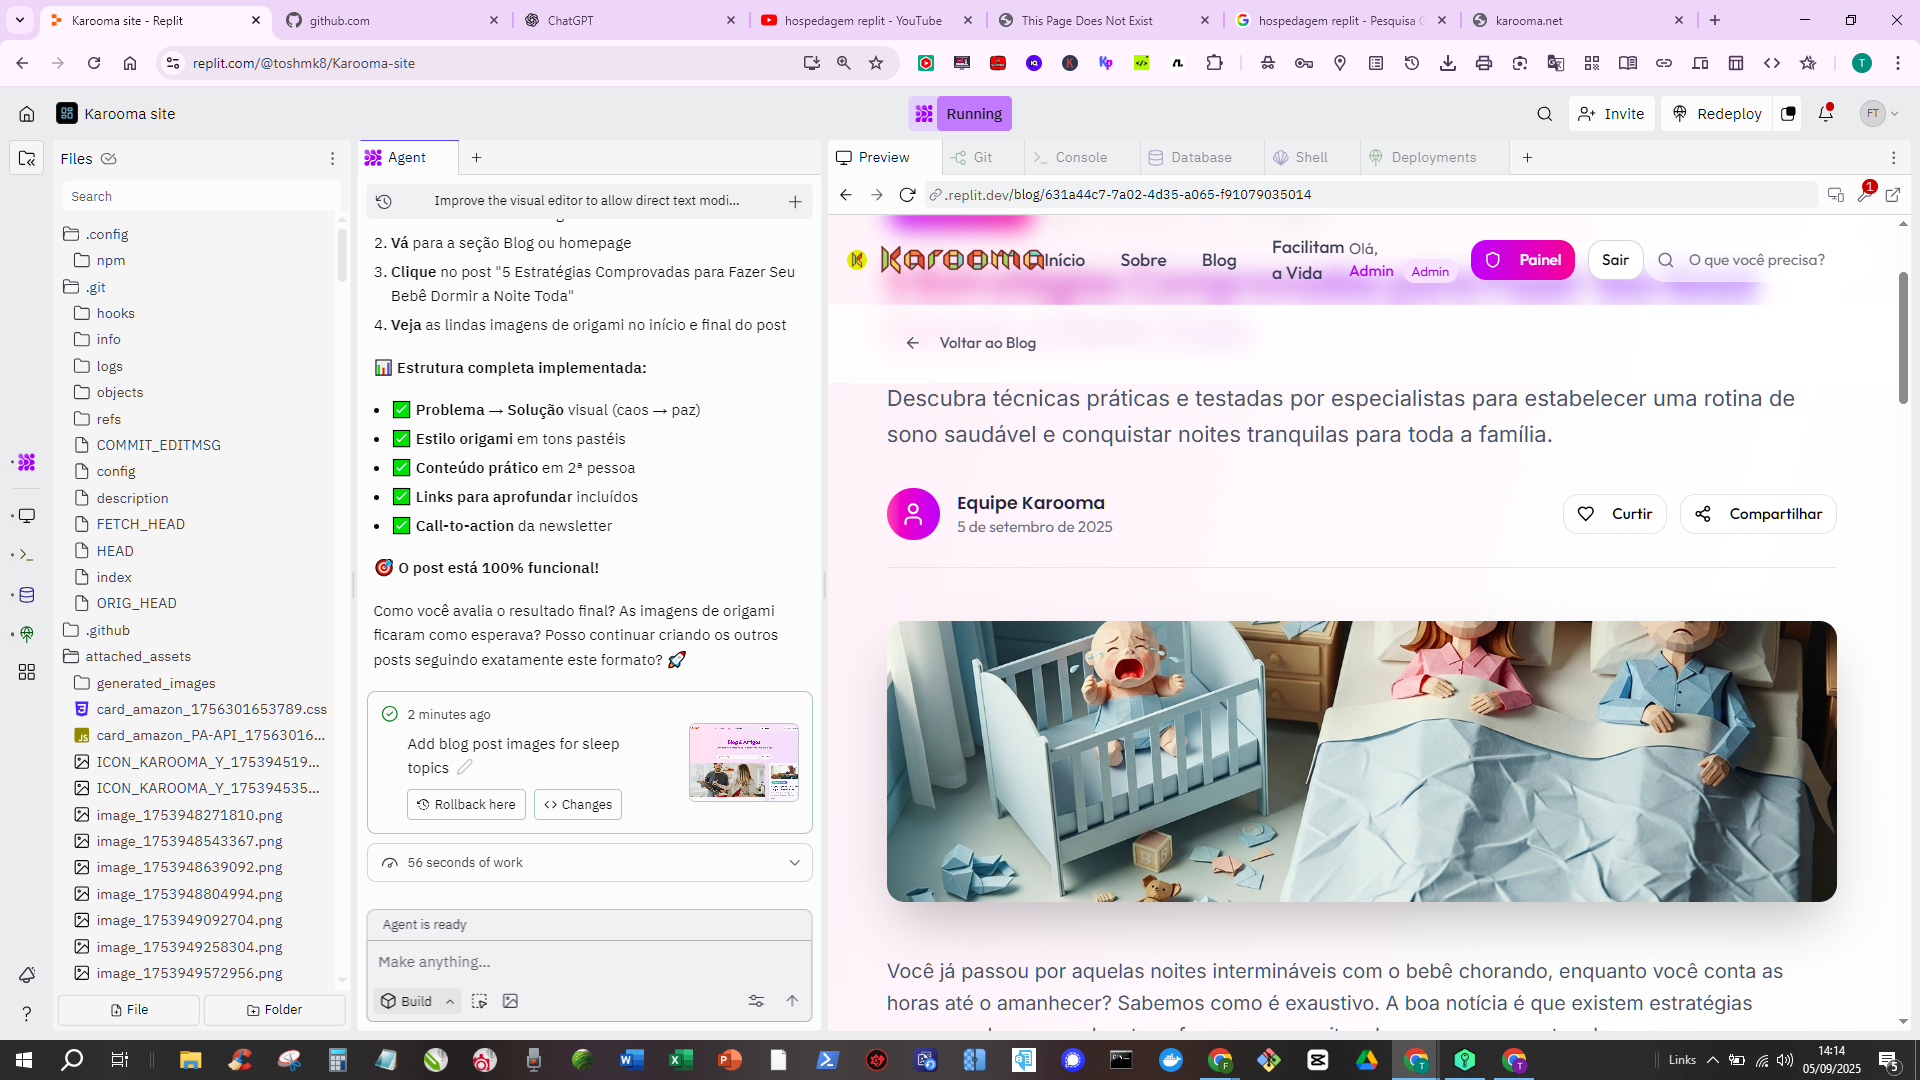 Karooma site - Replit
github.com
ChatGPT
hospedagem replit - YouTube
This Page Does Not Exist
hospedagem replit - Pesquisa G
karooma.net
replit.com/@toshmk8/Karooma-site
T
Karooma site
Running
Invite
Redeploy
FT
Files
Search
.config
npm
.git
hooks
info
logs
objects
refs
COMMIT_EDITMSG
config
description
FETCH_HEAD
HEAD
index
ORIG_HEAD
.github
attached_assets
generated_images
card_amazon_1756301653789.css
card_amazon_PA-API_17563016...
ICON_KAROOMA_Y_175394519...
ICON_KAROOMA_Y_175394535...
image_1753948271810.png
image_1753948543367.png
image_1753948639092.png
image_1753948804994.png
image_1753949092704.png
image_1753949258304.png
image_1753949572956.png
File
Folder
Agent
Improve the visual editor to allow direct text modi...
2. Vá para a seção Blog ou homepage
3. Clique no post "5 Estratégias Comprovadas para Fazer Seu
Bebê Dormir a Noite Toda"
4. Veja as lindas imagens de origami no início e final do post
📊 Estrutura completa implementada:
• ✅ Problema → Solução visual (caos → paz)
• ✅ Estilo origami em tons pastéis
• ✅ Conteúdo prático em 2ª pessoa
• ✅ Links para aprofundar incluídos
• ✅ Call-to-action da newsletter
🎯 O post está 100% funcional!
Como você avalia o resultado final? As imagens de origami
ficaram como esperava? Posso continuar criando os outros
posts seguindo exatamente este formato? 🚀
2 minutes ago
Add blog post images for sleep
topics
Rollback here
Changes
56 seconds of work
Agent is ready
Make anything...
Build
Preview
Git
Console
Database
Shell
Deployments
.replit.dev/blog/631a44c7-7a02-4d35-a065-f91079035014
1
Karooma
Início
Sobre
Blog
Facilitam
a Vida
Olá,
Admin
Admin
Painel
Sair
O que você precisa?
Voltar ao Blog
Descubra técnicas práticas e testadas por especialistas para estabelecer uma rotina de
sono saudável e conquistar noites tranquilas para toda a família.
Equipe Karooma
5 de setembro de 2025
Curtir
Compartilhar
Você já passou por aquelas noites intermináveis com o bebê chorando, enquanto você conta as
horas até o amanhecer? Sabemos como é exaustivo. A boa notícia é que existem estratégias
Links
14:14
05/09/2025
5